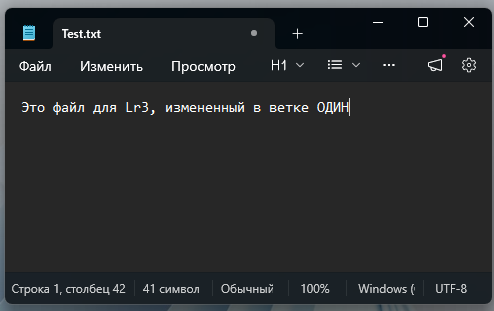 Test.txt
Файл Изменить Просмотр H1
Это файл для Lr3, измененный в ветке ОДИН
Строка 1, столбец 42 41 символ Обычный 100% Windows ( UTF-8